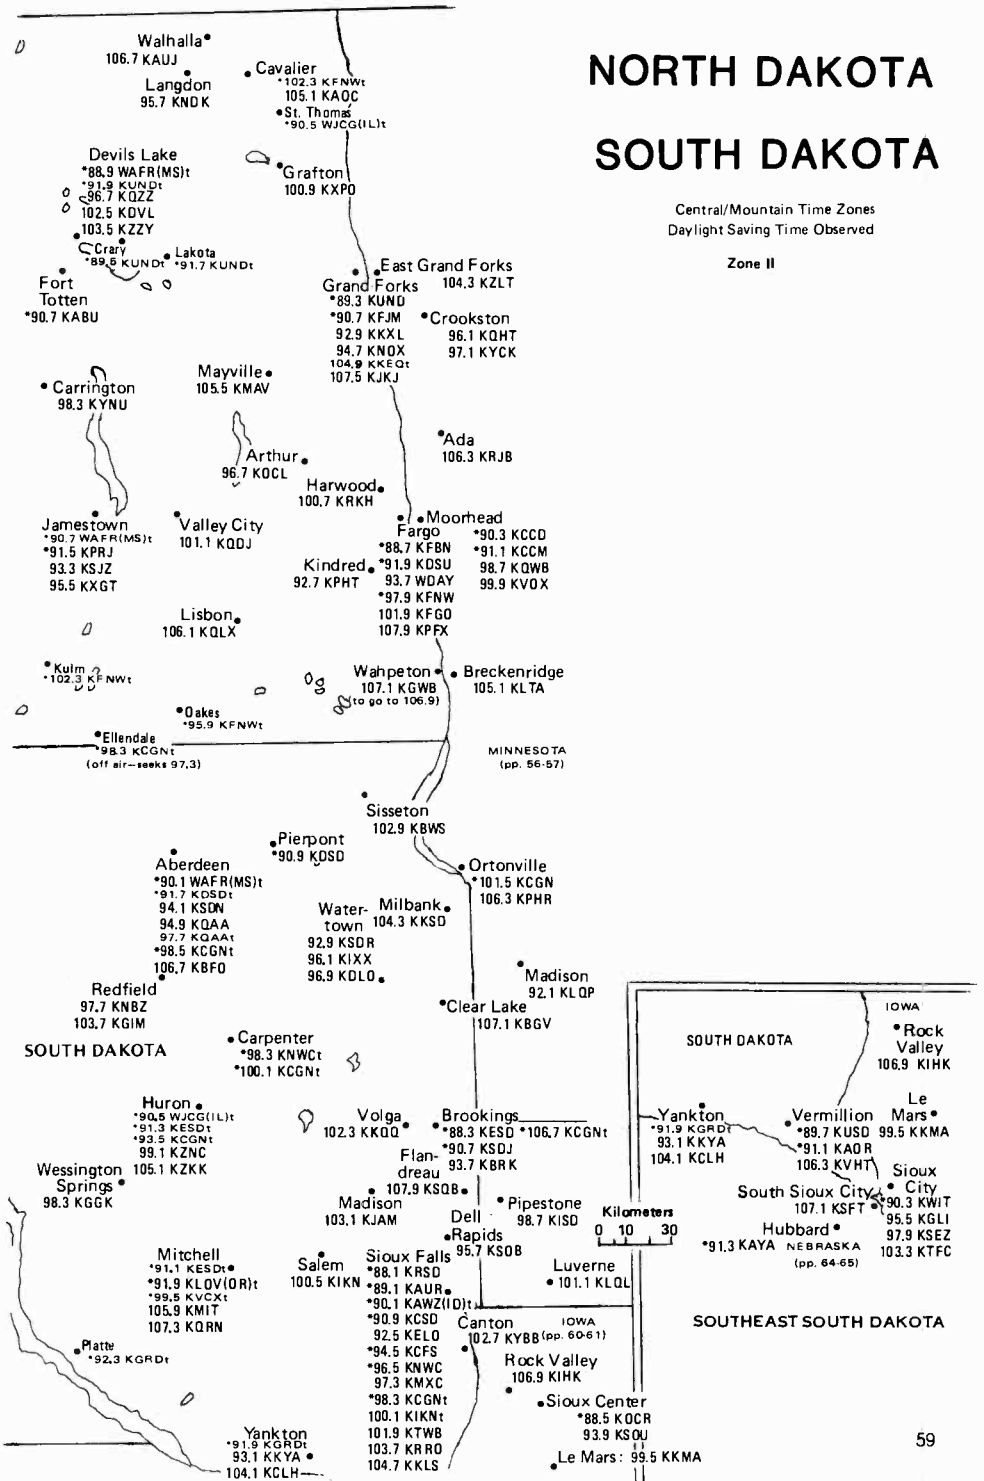 NORTH DAKOTA
SOUTH DAKOTA
Central/Mountain Time Zones
Daylight Saving Time Observed
Zone II
Walhalla
106.7 KAUJ
Langdon
95.7 KNDK
Cavalier
*102.3 KFNWt
105.1 KAOC
St. Thomas
*90.5 WJCG(IL)t
Devils Lake
*88.9 WAFR(MS)t
*91.9 KUNDt
96.7 KQZZ
102.5 KDVL
103.5 KZZY
Grafton
100.9 KXPO
Crary
*89.5 KUNDt
Lakota
*91.7 KUNDt
Fort
Totten
*90.7 KABU
East Grand Forks
104.3 KZLT
Grand Forks
*89.3 KUND
*90.7 KFJM
92.9 KKXL
94.7 KNOX
104.9 KKEQt
107.5 KJKJ
Crookston
96.1 KQHT
97.1 KYCK
Carrington
98.3 KYNU
Mayville
105.5 KMAV
Ada
106.3 KRJB
Arthur
96.7 KOCL
Harwood
100.7 KRKH
Jamestown
*90.7 WAFR(MS)t
*91.5 KPRJ
93.3 KSJZ
95.5 KXGT
Valley City
101.1 KQDJ
Moorhead
*90.3 KCCD
*91.1 KCCM
98.7 KQWB
99.9 KVOX
Fargo
*88.7 KFBN
*91.9 KDSU
93.7 WDAY
*97.9 KFNW
101.9 KFGO
107.9 KPFX
Kindred
92.7 KPHT
Lisbon
106.1 KQLX
Kulm
*102.3 KFNWt
Wahpeton
107.1 KGWB
(to go to 106.9)
Breckenridge
105.1 KLTA
Oakes
*95.9 KFNWt
Ellendale
*98.3 KCGNt
(off air—seeks 97.3)
MINNESOTA
(pp. 56-57)
Sisseton
102.9 KBWS
Pierpont
*90.9 KDSD
Aberdeen
*90.1 WAFR(MS)t
*91.7 KDSDt
94.1 KSDN
94.9 KQAA
97.7 KQAAt
*98.5 KCGNt
106.7 KBFO
Ortonville
*101.5 KCGN
106.3 KPHR
Water-
town
92.9 KSDR
96.1 KIXX
96.9 KDLO
Milbank
104.3 KKSD
Redfield
97.7 KNBZ
103.7 KGIM
Madison
92.1 KLQP
Clear Lake
107.1 KBGV
SOUTH DAKOTA
Carpenter
*98.3 KNWCt
*100.1 KCGNt
Huron
*90.5 WJCG(IL)t
*91.3 KESDt
*93.5 KCGNt
99.1 KZNC
105.1 KZKK
Volga
102.3 KKQQ
Brookings
*88.3 KESD *106.7 KCGNt
*90.7 KSDJ
93.7 KBRK
Wessington
Springs
98.3 KGGK
Flan-
dreau
107.9 KSQB
Madison
103.1 KJAM
Dell
Rapids
95.7 KSOB
Pipestone
98.7 KISD
Kilometers
0 10 30
Mitchell
*91.1 KESDt
*91.9 KLOV(OR)t
*99.5 KVCXt
105.9 KMIT
107.3 KQRN
Salem
100.5 KIKN
Sioux Falls
*88.1 KRSD
*89.1 KAUR
*90.1 KAWZ(ID)t
*90.9 KCSD
92.5 KELO
*94.5 KCFS
*96.5 KNWC
97.3 KMXC
*98.3 KCGNt
100.1 KIKNt
101.9 KTWB
103.7 KRRO
104.7 KKLS
Luverne
101.1 KLQL
Canton
102.7 KYBB
IOWA
(pp. 60-61)
Platte
*92.3 KGRDt
Rock Valley
106.9 KIHK
Sioux Center
*88.5 KDCR
93.9 KSOU
Yankton
*91.9 KGRDt
93.1 KKYA
104.1 KCLH
Le Mars: 99.5 KKMA
IOWA
SOUTH DAKOTA
Rock
Valley
106.9 KIHK
Le
Mars
99.5 KKMA
Yankton
*91.9 KGRDt
93.1 KKYA
104.1 KCLH
Vermillion
*89.7 KUSD
*91.1 KAOR
106.3 KVHT
Sioux
City
*90.3 KWIT
95.5 KGLI
97.9 KSEZ
103.3 KTFC
South Sioux City
107.1 KSFT
Hubbard
*91.3 KAYA
NEBRASKA
(pp. 64-65)
SOUTHEAST SOUTH DAKOTA
59